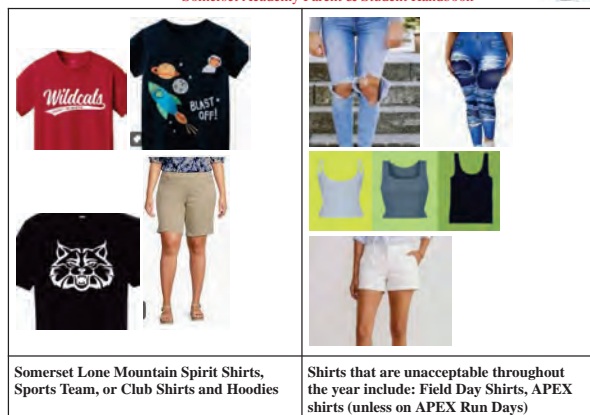 Somerset Academy Parent & Student Handbook
Wildcats
BLAST
OFF!
Somerset Lone Mountain Spirit Shirts,
Sports Team, or Club Shirts and Hoodies
Shirts that are unacceptable throughout
the year include: Field Day Shirts, APEX
shirts (unless on APEX Run Days)